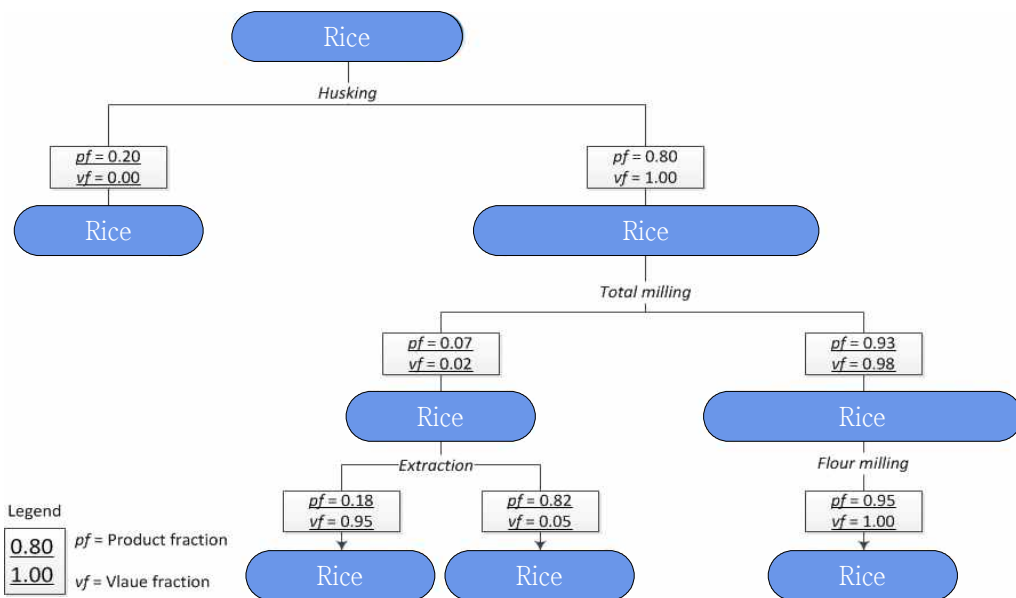 Rice
Husking
pf = 0.20
vf = 0.00
pf = 0.80
vf = 1.00
Rice
Rice
Total milling
pf = 0.07
vf = 0.02
pf = 0.93
vf = 0.98
Rice
Rice
Extraction
Flour milling
pf = 0.18
vf = 0.95
pf = 0.82
vf = 0.05
pf = 0.95
vf = 1.00
Legend
0.80
1.00
pf = Product fraction
vf = Vlaue fraction
Rice
Rice
Rice